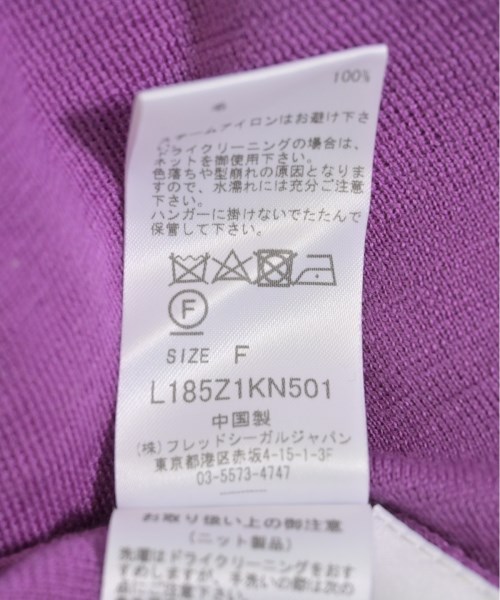 100%
スチームアイロンはお避け下さ
ドライクリーニングの場合は、
ネットを御使用下さい。
色落ちや型崩れの原因となりま
すので、水濡れには充分ご注意
下さい。
ハンガーに掛けないでたたんで
保管して下さい。
F
SIZE F
L185Z1KN501
中国製
(株)フレッドシーガルジャパン
東京都港区赤坂4-15-1-3F
03-5573-4747
お取り扱い上の御注意
(ニット製品)
洗濯はドライクリーニングをおす
すめしますが、手洗いの際は次の